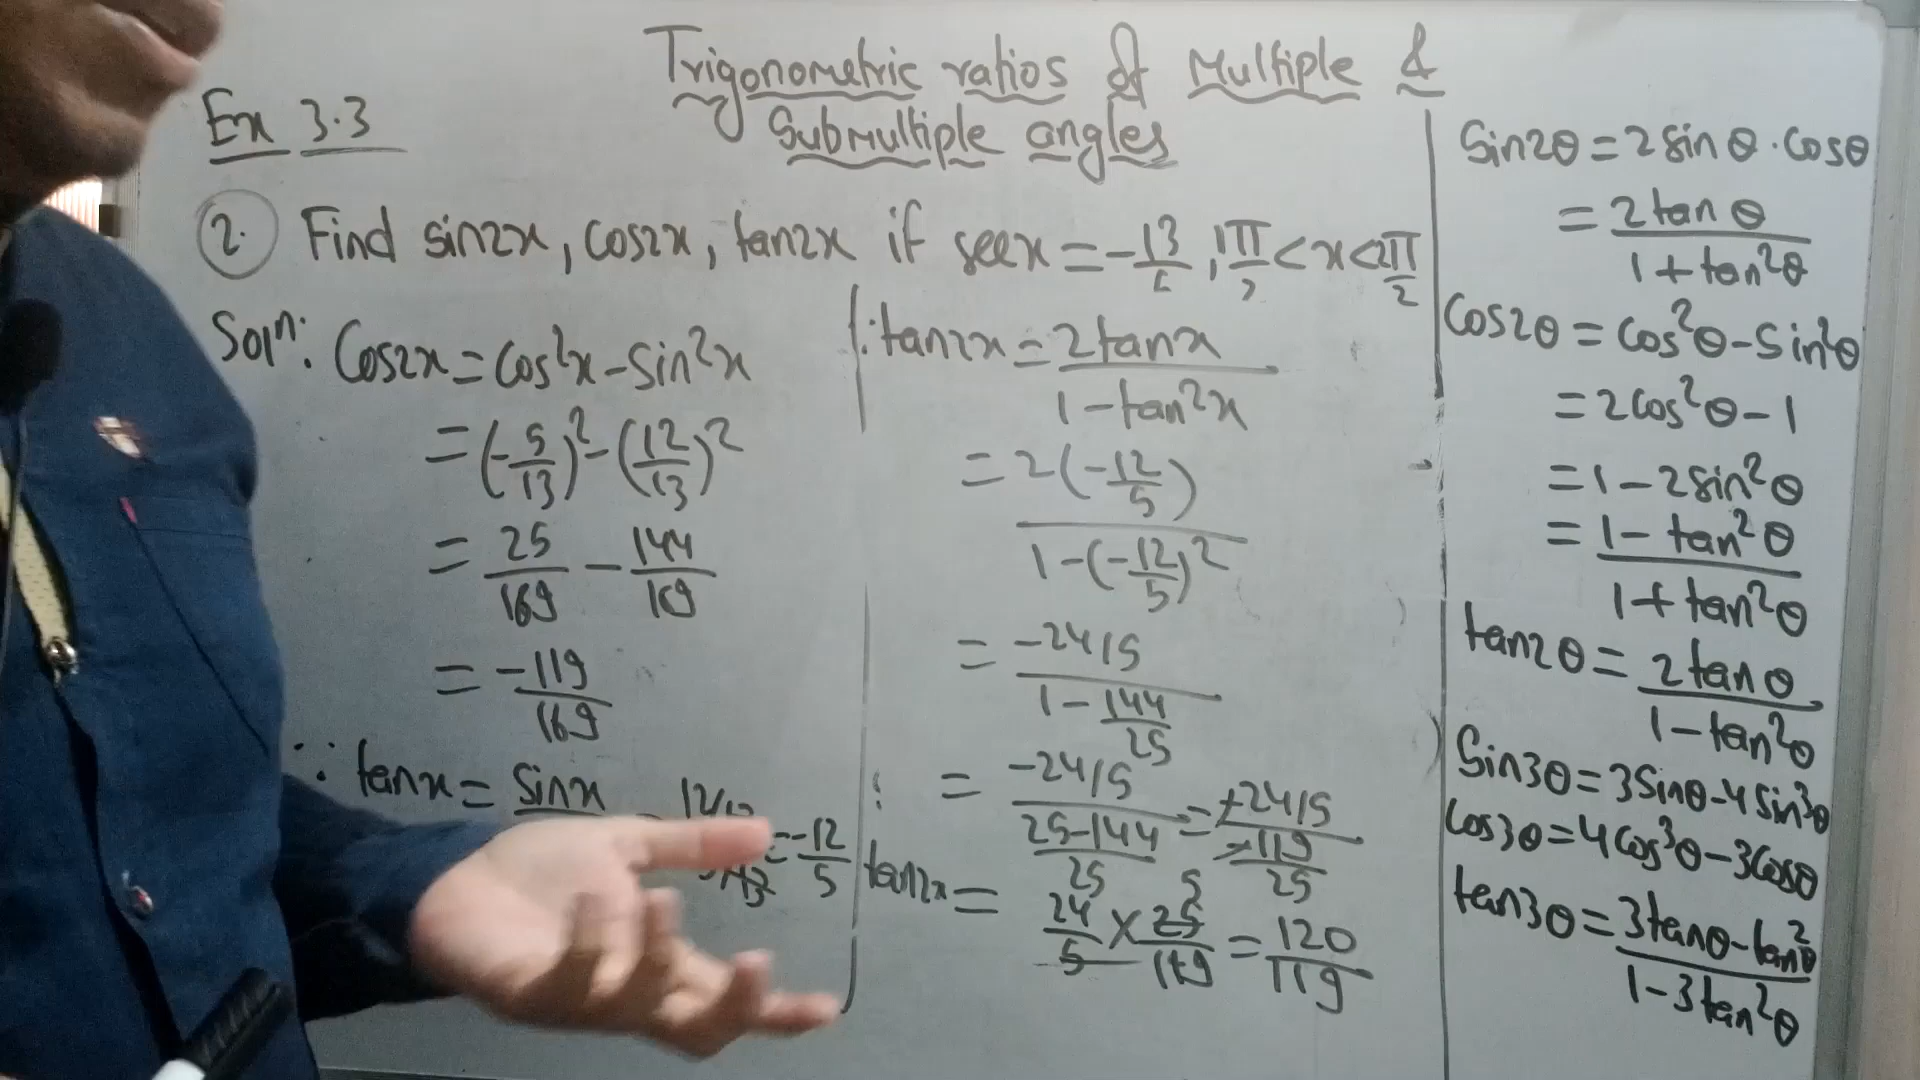 Trigonometric ratios of Multiple &
Submultiple angles
Ex 3.3
2. Find sin2x, cos2x, tan2x if secx = -13/5, π/2 < x < 2π/2
Soln: Cos2x = cos²x - sin²x
= (-5/13)² - (12/13)²
= 25/169 - 144/169
= -119/169
∴ tanx = sinx
= -12/5
: tan2x = 2tanx / 1 - tan²x
= 2(-12/5) / 1 - (-12/5)²
= -24/5 / 1 - 144/25
= -24/5 / 25-144/25 = -24/5 / -119/25
tan2x = 24/5 × 25/119 = 120/119
Sin2θ = 2sinθ.cosθ
= 2tanθ / 1 + tan²θ
Cos2θ = cos²θ - sin²θ
= 2cos²θ - 1
= 1 - 2sin²θ
= 1 - tan²θ / 1 + tan²θ
tan2θ = 2tanθ / 1 - tan²θ
Sin3θ = 3sinθ - 4sin³θ
cos3θ = 4cos³θ - 3cosθ
tan3θ = 3tanθ - tan²θ / 1 - 3tan²θ